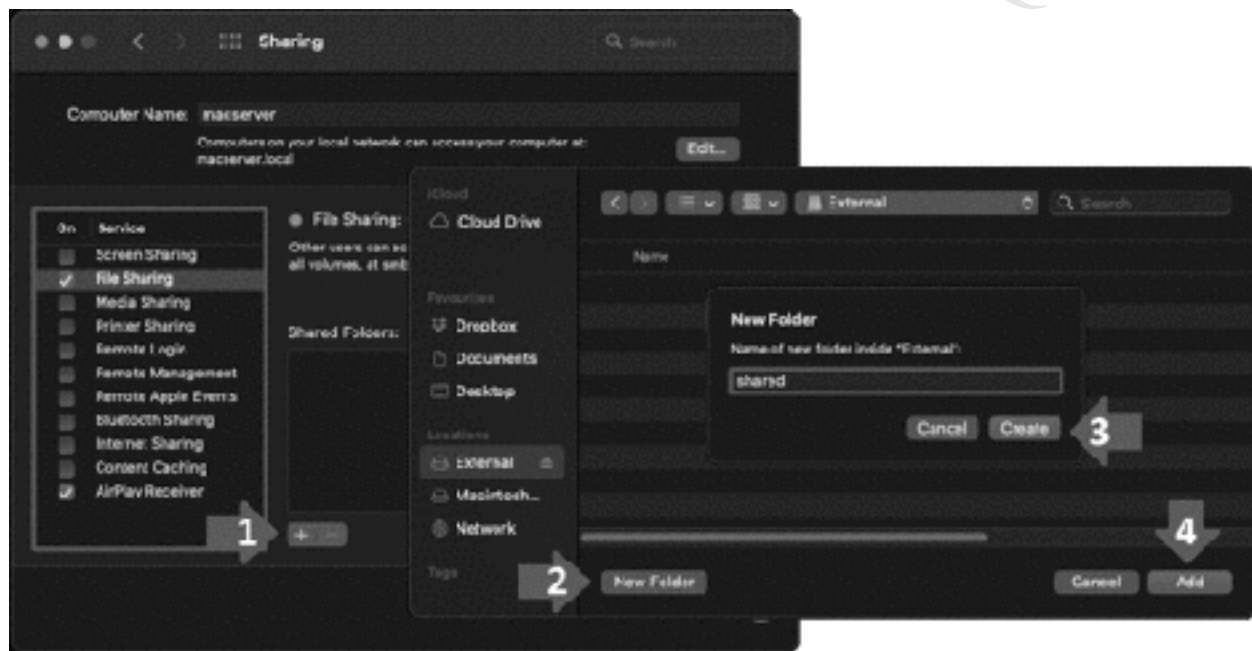 Sharing
Search
Computer Name: macserver
Computers on your local network can access your computer at:
macserver.local
Edit...
On Service
Screen Sharing
File Sharing
Media Sharing
Printer Sharing
Remote Login
Remote Management
Remote Apple Events
Bluetooth Sharing
Internet Sharing
Content Caching
AirPlay Receiver
File Sharing:
Other users can ac
all volumes, at smb
Shared Folders:
1
+
iCloud
iCloud Drive
Favourites
Dropbox
Documents
Desktop
Locations
External
Macintosh...
Network
Tags
External
Search
Name
New Folder
Name of new folder inside "External":
shared
Cancel Create
3
4
2
New Folder
Cancel Add